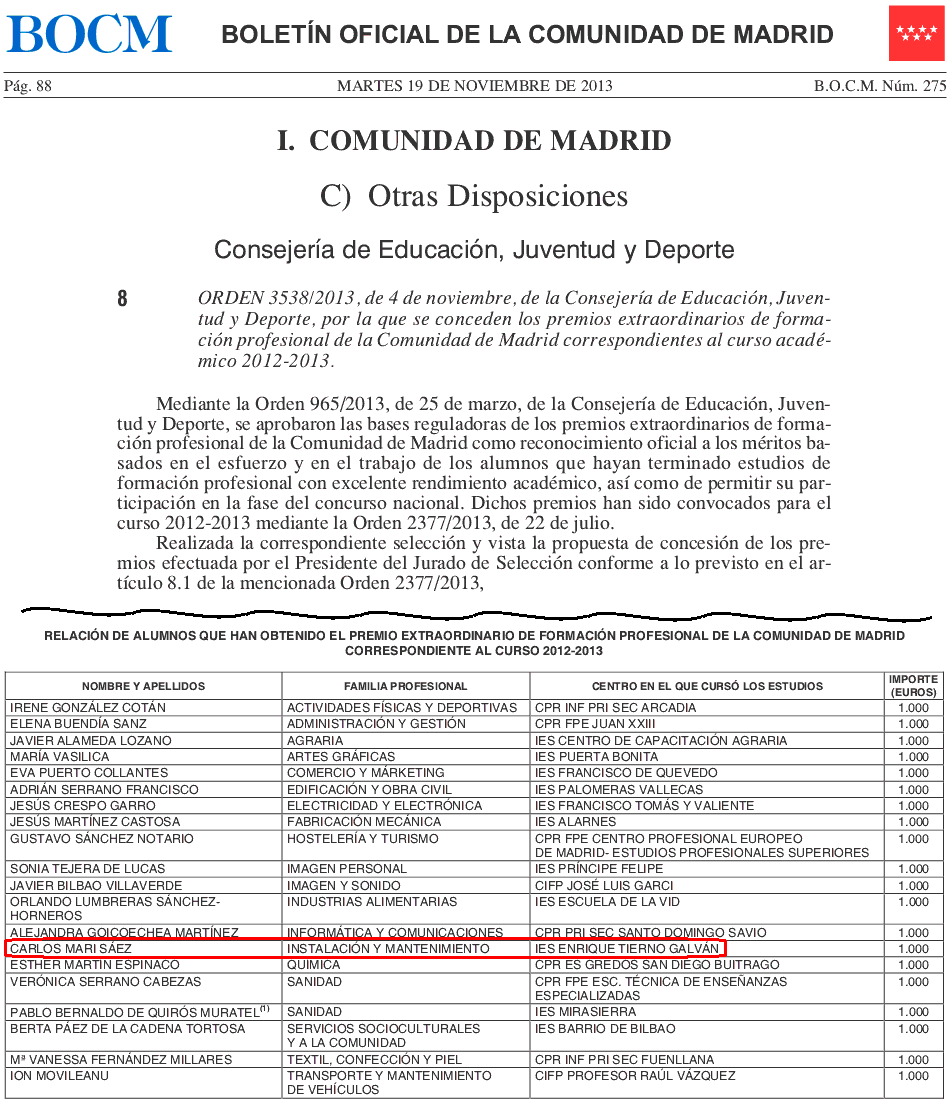 BOCM
BOLETÍN OFICIAL DE LA COMUNIDAD DE MADRID
Pág. 88 MARTES 19 DE NOVIEMBRE DE 2013 B.O.C.M. Núm. 275
I. COMUNIDAD DE MADRID
C) Otras Disposiciones
Consejería de Educación, Juventud y Deporte
8 ORDEN 3538/2013, de 4 de noviembre, de la Consejería de Educación, Juven-
tud y Deporte, por la que se conceden los premios extraordinarios de forma-
ción profesional de la Comunidad de Madrid correspondientes al curso acadé-
mico 2012-2013.
Mediante la Orden 965/2013, de 25 de marzo, de la Consejería de Educación, Juven-
tud y Deporte, se aprobaron las bases reguladoras de los premios extraordinarios de forma-
ción profesional de la Comunidad de Madrid como reconocimiento oficial a los méritos ba-
sados en el esfuerzo y en el trabajo de los alumnos que hayan terminado estudios de
formación profesional con excelente rendimiento académico, así como de permitir su par-
ticipación en la fase del concurso nacional. Dichos premios han sido convocados para el
curso 2012-2013 mediante la Orden 2377/2013, de 22 de julio.
Realizada la correspondiente selección y vista la propuesta de concesión de los pre-
mios efectuada por el Presidente del Jurado de Selección conforme a lo previsto en el ar-
tículo 8.1 de la mencionada Orden 2377/2013,
RELACIÓN DE ALUMNOS QUE HAN OBTENIDO EL PREMIO EXTRAORDINARIO DE FORMACIÓN PROFESIONAL DE LA COMUNIDAD DE MADRID
CORRESPONDIENTE AL CURSO 2012-2013
NOMBRE Y APELLIDOS FAMILIA PROFESIONAL CENTRO EN EL QUE CURSÓ LOS ESTUDIOS IMPORTE
(EUROS)
IRENE GONZÁLEZ COTÁN ACTIVIDADES FÍSICAS Y DEPORTIVAS CPR INF PRI SEC ARCADIA 1.000
ELENA BUENDÍA SANZ ADMINISTRACIÓN Y GESTIÓN CPR FPE JUAN XXIII 1.000
JAVIER ALAMEDA LOZANO AGRARIA IES CENTRO DE CAPACITACIÓN AGRARIA 1.000
MARÍA VASILICA ARTES GRÁFICAS IES PUERTA BONITA 1.000
EVA PUERTO COLLANTES COMERCIO Y MÁRKETING IES FRANCISCO DE QUEVEDO 1.000
ADRIÁN SERRANO FRANCISCO EDIFICACIÓN Y OBRA CIVIL IES PALOMERAS VALLECAS 1.000
JESÚS CRESPO GARRO ELECTRICIDAD Y ELECTRÓNICA IES FRANCISCO TOMÁS Y VALIENTE 1.000
JESÚS MARTÍNEZ CASTOSA FABRICACIÓN MECÁNICA IES ALARNES 1.000
GUSTAVO SÁNCHEZ NOTARIO HOSTELERÍA Y TURISMO CPR FPE CENTRO PROFESIONAL EUROPEO 1.000
DE MADRID- ESTUDIOS PROFESIONALES SUPERIORES
SONIA TEJERA DE LUCAS IMAGEN PERSONAL IES PRÍNCIPE FELIPE 1.000
JAVIER BILBAO VILLAVERDE IMAGEN Y SONIDO CIFP JOSÉ LUIS GARCI 1.000
ORLANDO LUMBRERAS SÁNCHEZ- INDUSTRIAS ALIMENTARIAS IES ESCUELA DE LA VID 1.000
HORNEROS
ALEJANDRA GOICOECHEA MARTÍNEZ INFORMÁTICA Y COMUNICACIONES CPR PRI SEC SANTO DOMINGO SAVIO 1.000
CARLOS MARI SÁEZ INSTALACIÓN Y MANTENIMIENTO IES ENRIQUE TIERNO GALVÁN 1.000
ESTHER MARTÍN ESPINACO QUÍMICA CPR ES GREDOS SAN DIEGO BUITRAGO 1.000
VERÓNICA SERRANO CABEZAS SANIDAD CPR FPE ESC. TÉCNICA DE ENSEÑANZAS 1.000
ESPECIALIZADAS
PABLO BERNALDO DE QUIRÓS MURATEL(1) SANIDAD IES MIRASIERRA 1.000
BERTA PÁEZ DE LA CADENA TORTOSA SERVICIOS SOCIOCULTURALES IES BARRIO DE BILBAO 1.000
Y A LA COMUNIDAD
Mª VANESSA FERNÁNDEZ MILLARES TEXTIL, CONFECCIÓN Y PIEL CPR INF PRI SEC FUENLLANA 1.000
ION MOVILEANU TRANSPORTE Y MANTENIMIENTO CIFP PROFESOR RAÚL VÁZQUEZ 1.000
DE VEHÍCULOS